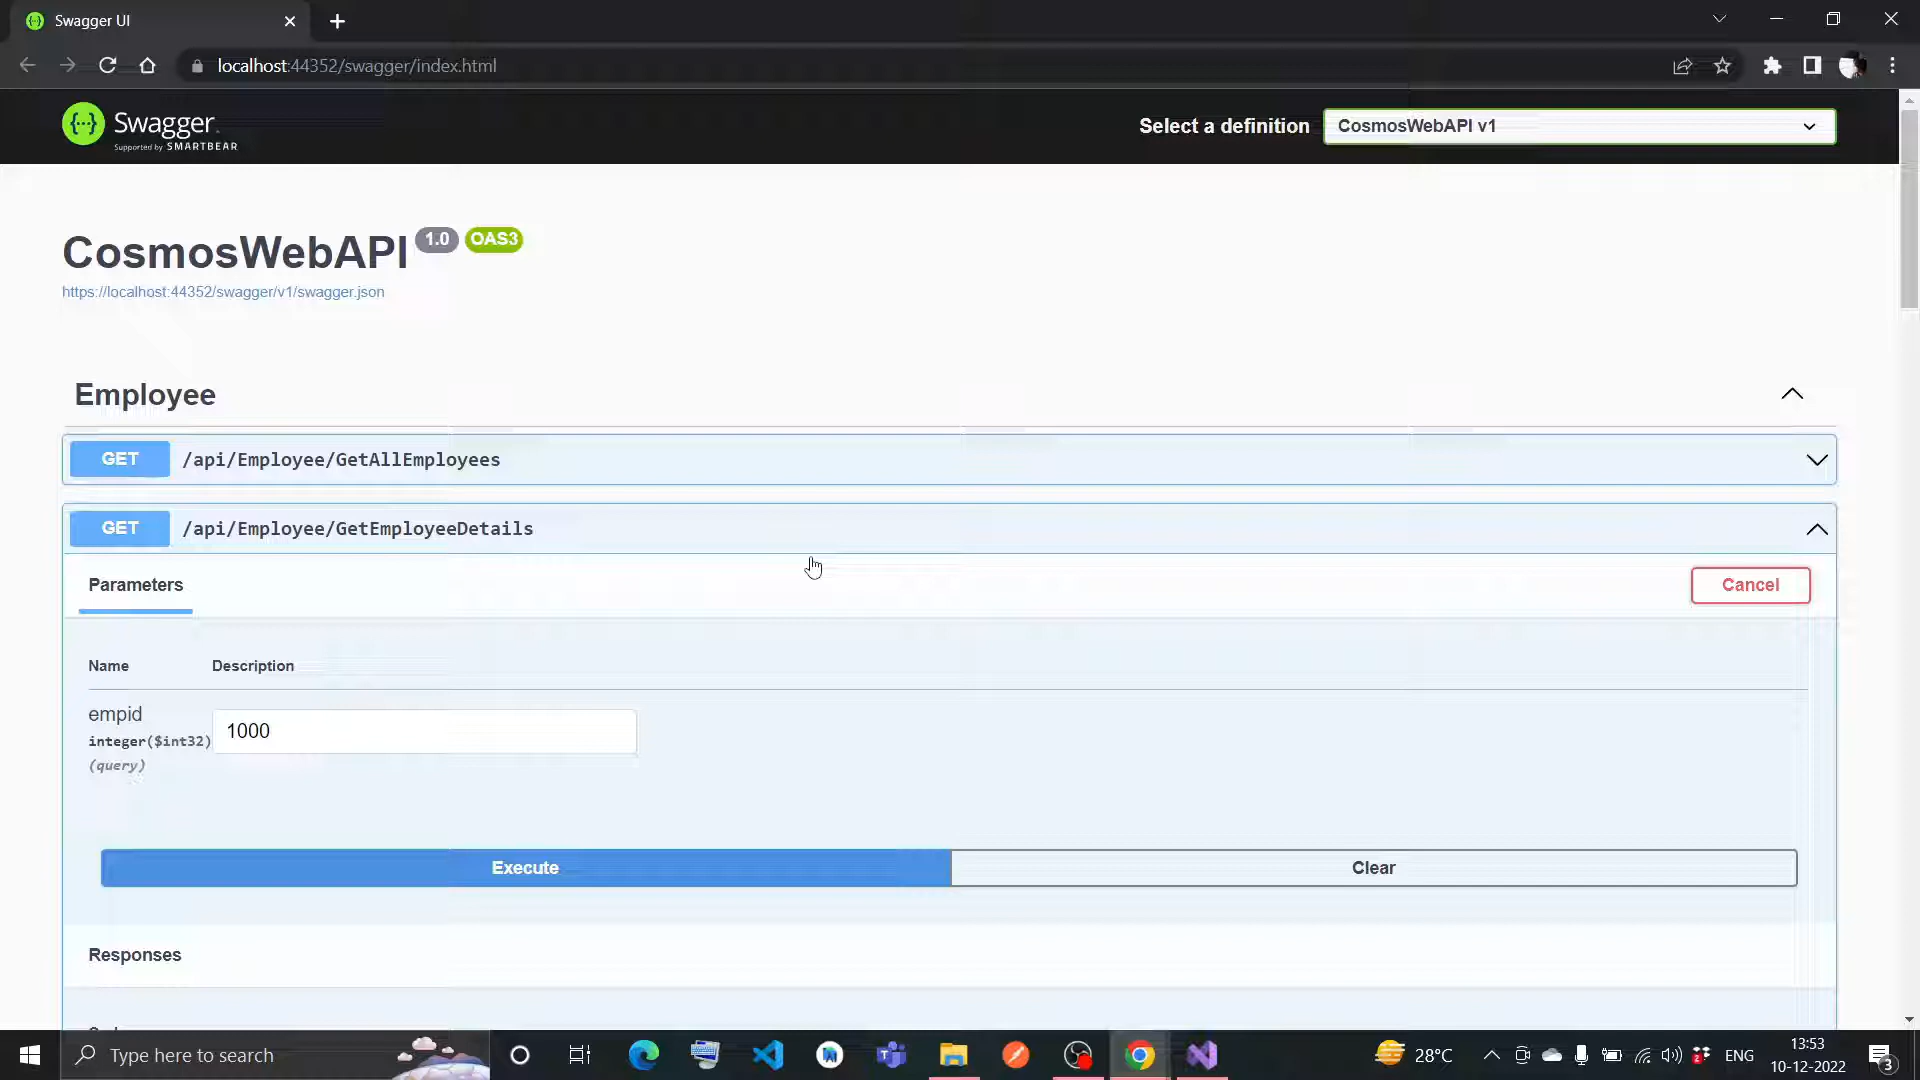 Swagger UI
localhost:44352/swagger/index.html
Swagger
Supported by SMARTBEAR
Select a definition
CosmosWebAPI v1
CosmosWebAPI 1.0 OAS3
https://localhost:44352/swagger/v1/swagger.json
Employee
GET /api/Employee/GetAllEmployees
GET /api/Employee/GetEmployeeDetails
Parameters
Cancel
Name Description
empid
integer($int32)
(query)
1000
Execute
Clear
Responses
Type here to search
28°C
ENG
13:53
10-12-2022
3